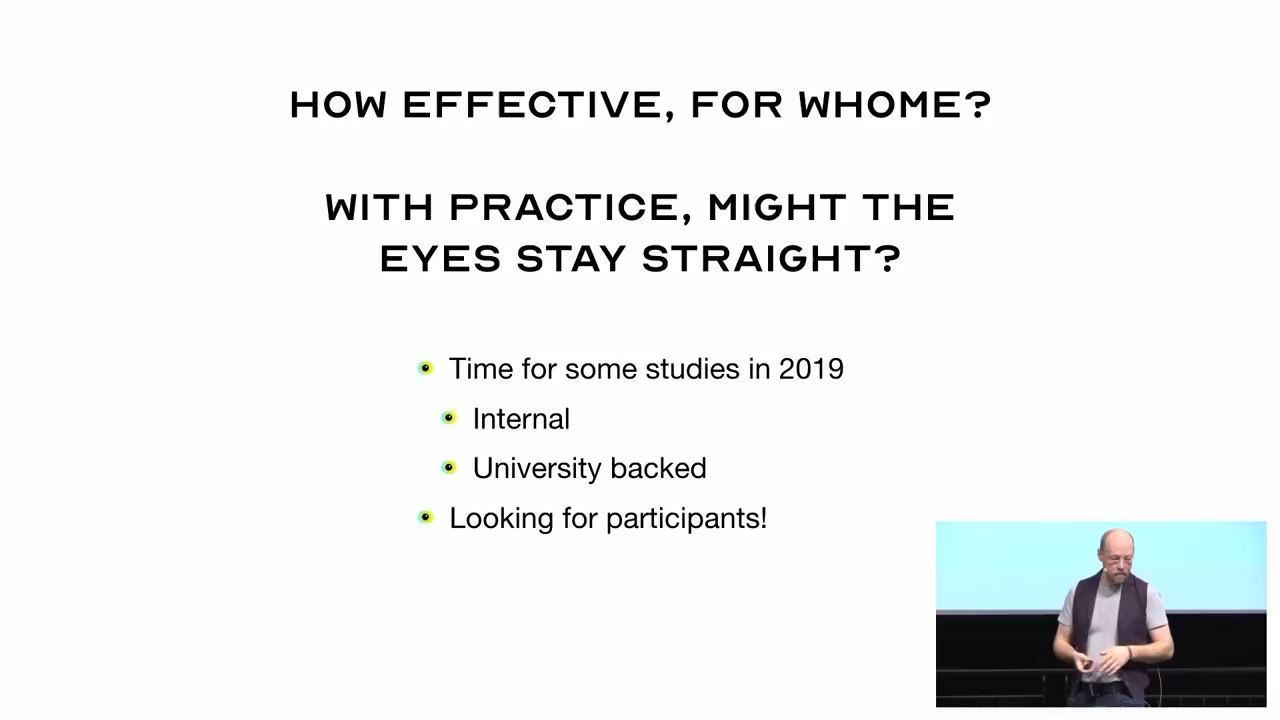 HOW EFFECTIVE, FOR WHOME?
WITH PRACTICE, MIGHT THE
EYES STAY STRAIGHT?
Time for some studies in 2019
Internal
University backed
Looking for participants!